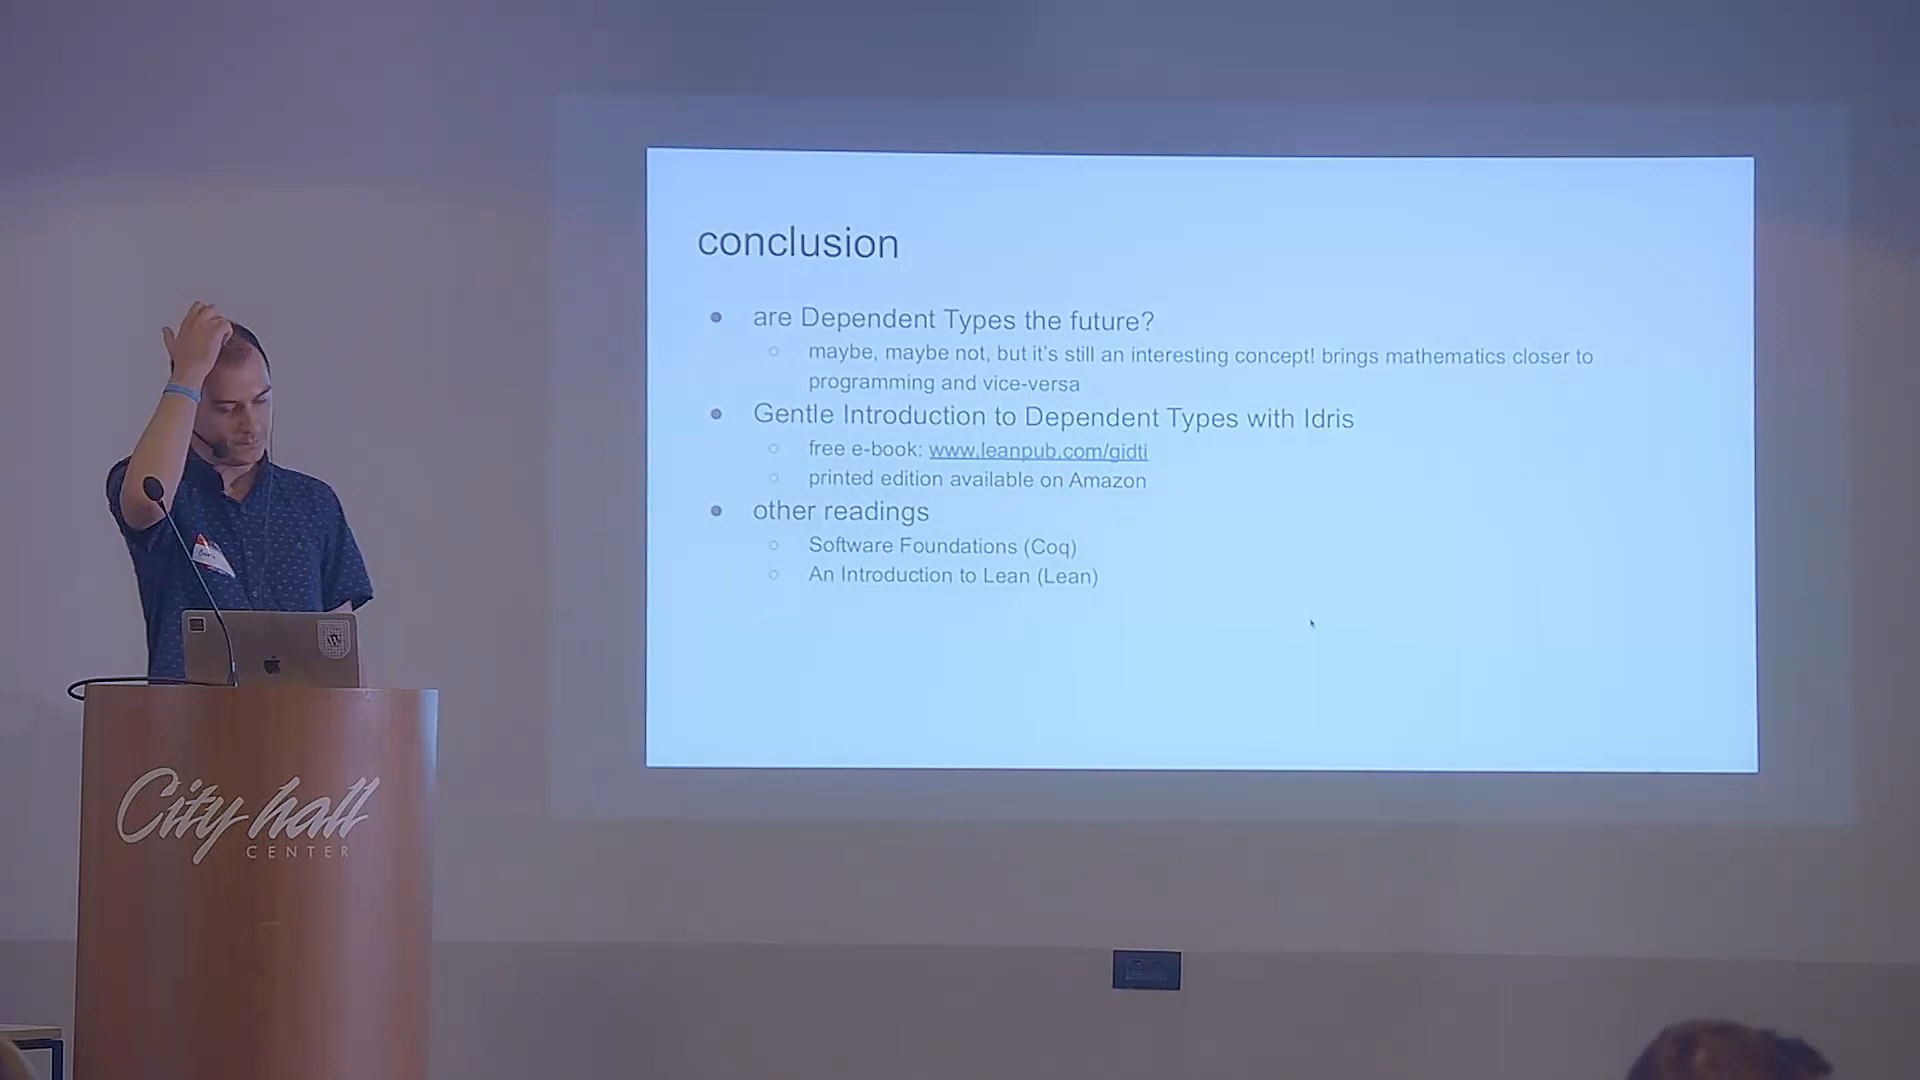 conclusion
are Dependent Types the future?
maybe, maybe not, but it's still an interesting concept! brings mathematics closer to
programming and vice-versa
Gentle Introduction to Dependent Types with Idris
free e-book: www.leanpub.com/gidti
printed edition available on Amazon
other readings
Software Foundations (Coq)
An Introduction to Lean (Lean)
City hall
CENTER